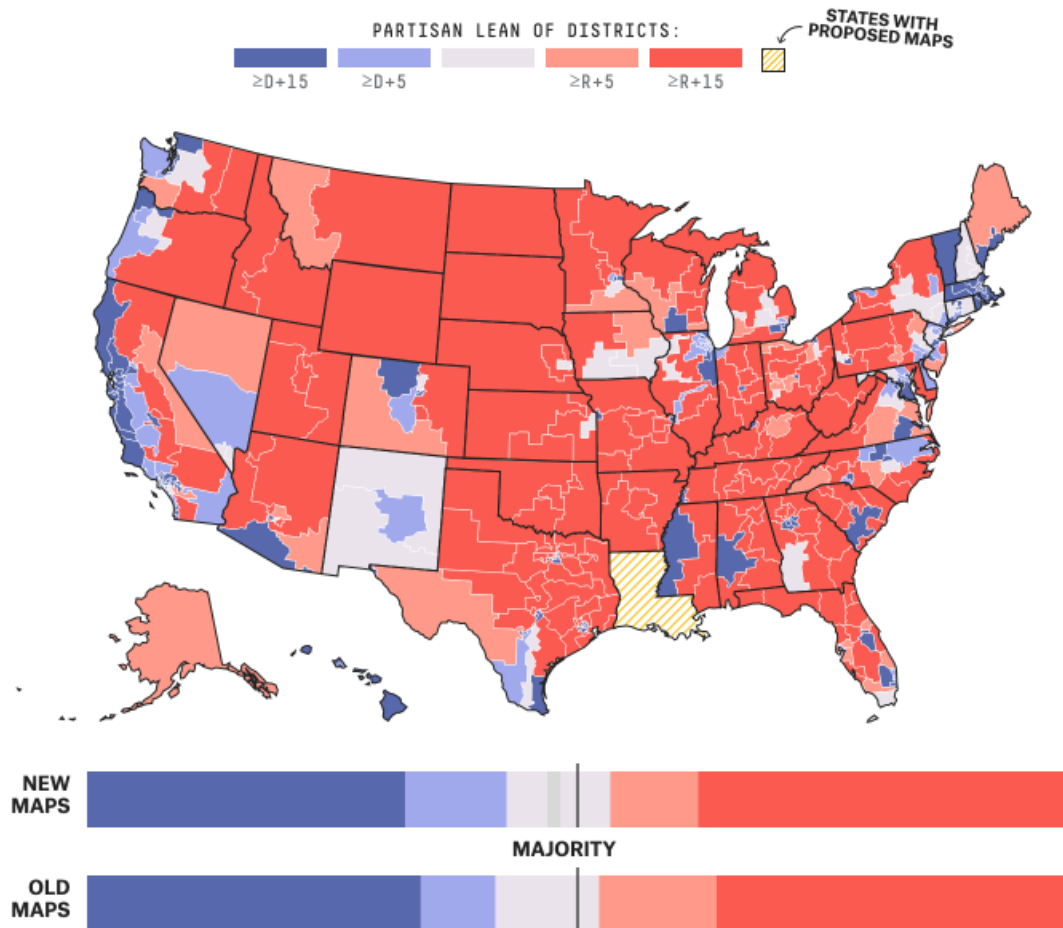 PARTISAN LEAN OF DISTRICTS:
STATES WITH
PROPOSED MAPS
≥D+15 ≥D+5 ≥R+5 ≥R+15
NEW
MAPS
MAJORITY
OLD
MAPS